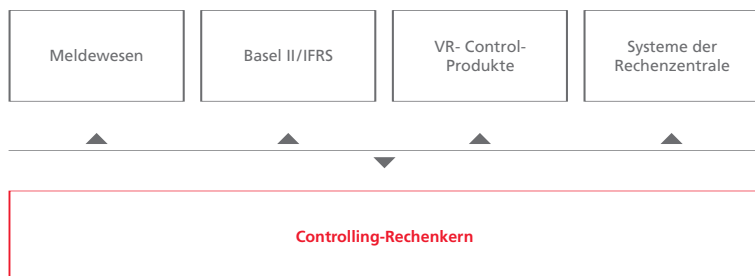 Meldewesen
Basel II/IFRS
VR- Control-
Produkte
Systeme der
Rechenzentrale
Controlling-Rechenkern